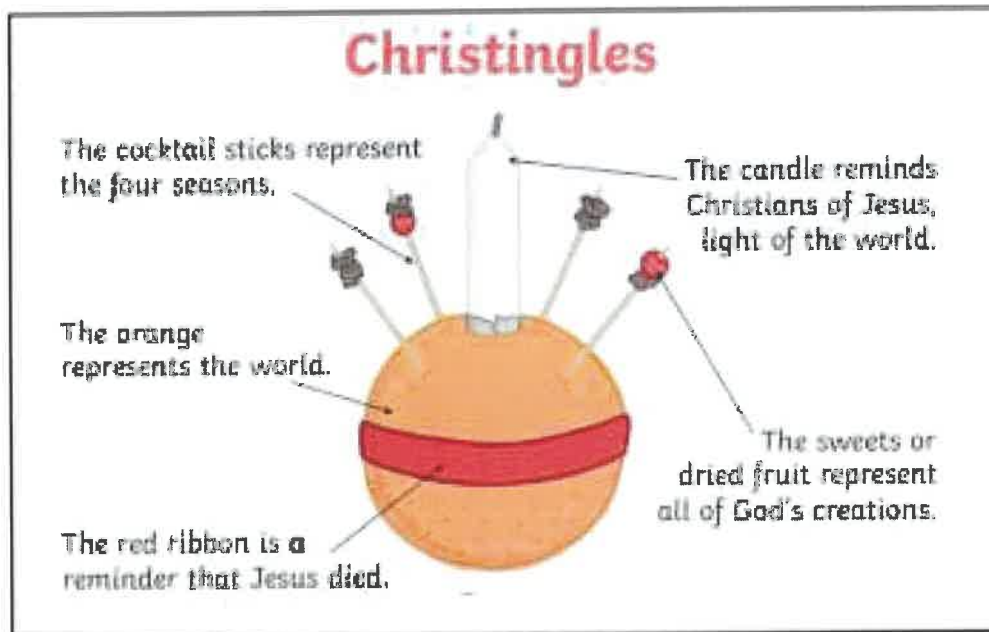 Christingles
The cocktail sticks represent
the four seasons.
The candle reminds
Christians of Jesus,
light of the world.
The orange
represents the world.
The sweets or
dried fruit represent
all of God's creations.
The red ribbon is a
reminder that Jesus died.